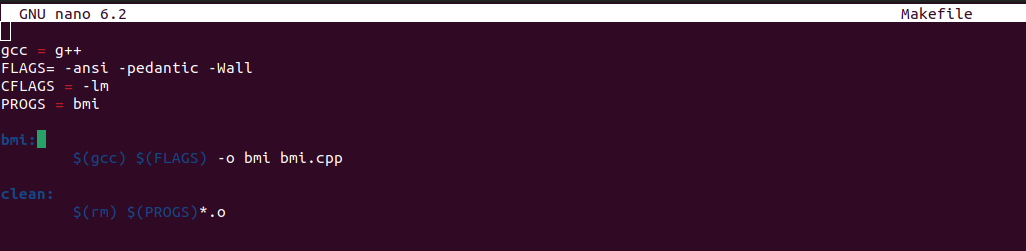 GNU nano 6.2 Makefile
gcc = g++
FLAGS= -ansi -pedantic -Wall
CFLAGS = -lm
PROGS = bmi
bmi:
$(gcc) $(FLAGS) -o bmi bmi.cpp
clean:
$(rm) $(PROGS)*.o